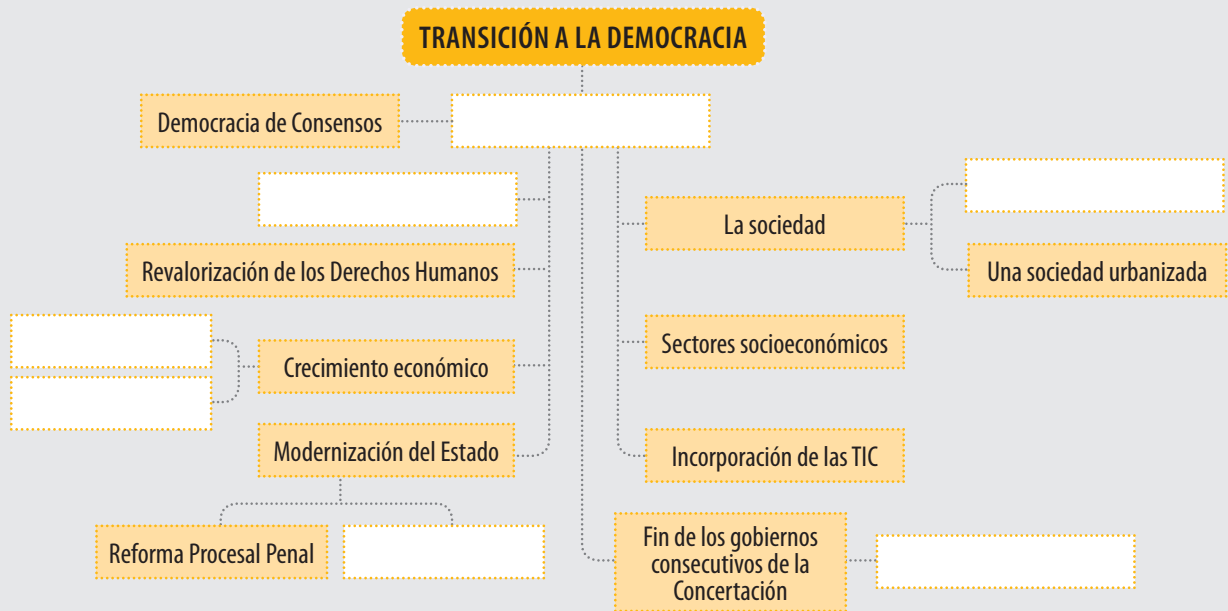 TRANSICIÓN A LA DEMOCRACIA
Democracia de Consensos
La sociedad
Una sociedad urbanizada
Revalorización de los Derechos Humanos
Sectores socioeconómicos
Crecimiento económico
Modernización del Estado
Incorporación de las TIC
Reforma Procesal Penal
Fin de los gobiernos
consecutivos de la
Concertación